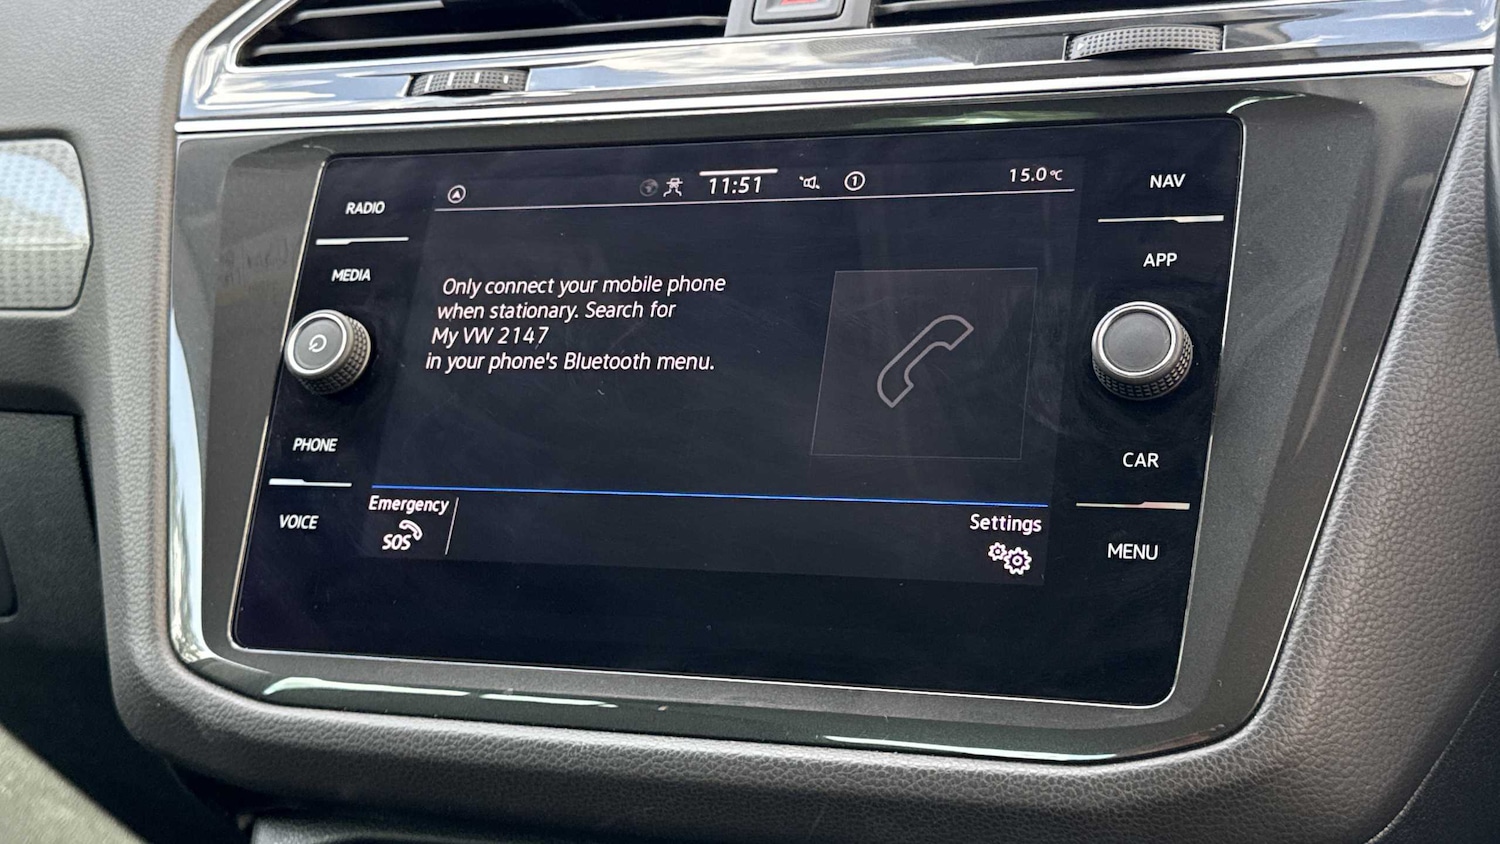 RADIO
MEDIA
PHONE
VOICE
11:51
1
15.0°C
Only connect your mobile phone
when stationary. Search for
My VW 2147
in your phone's Bluetooth menu.
Emergency
SOS
Settings
NAV
APP
CAR
MENU